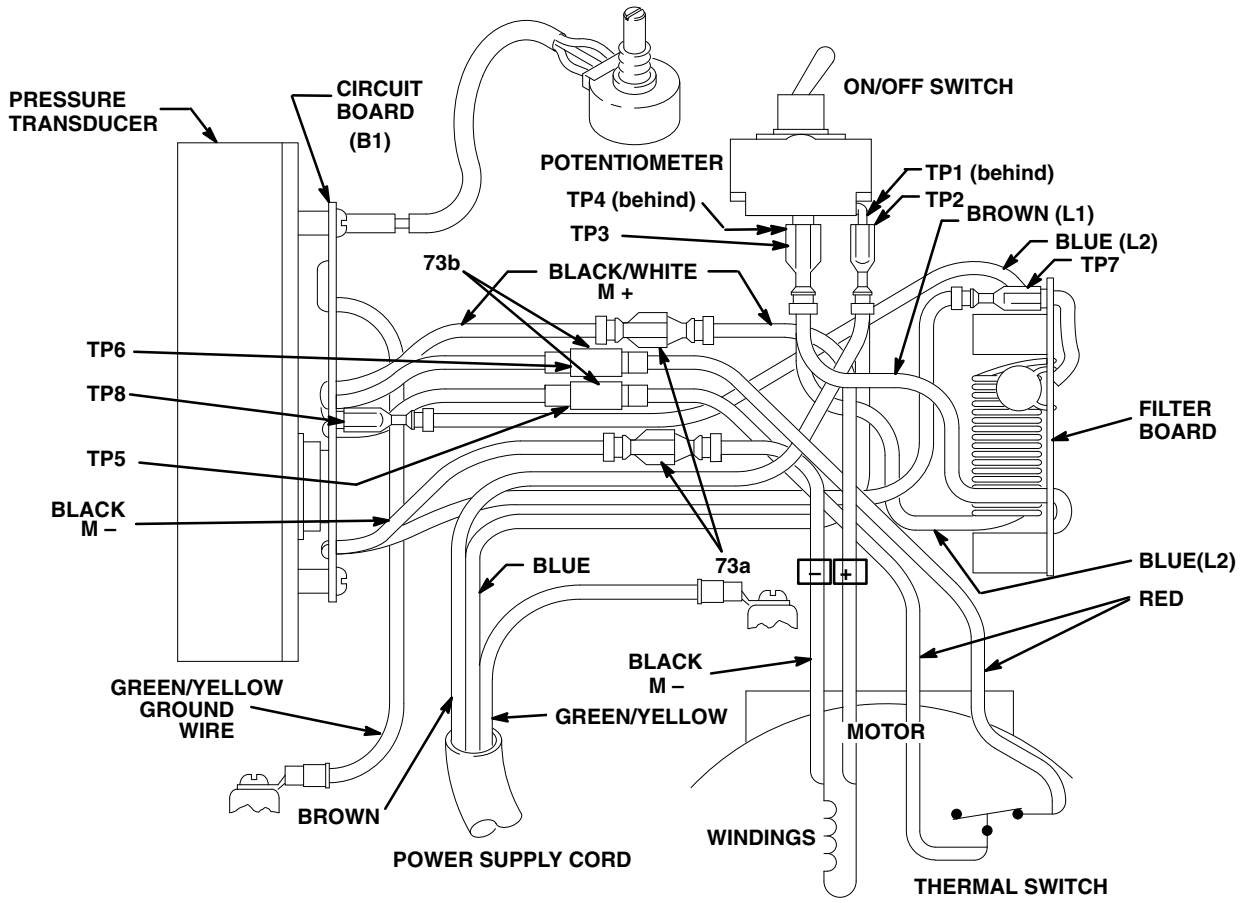 PRESSURE
TRANSDUCER
CIRCUIT
BOARD
(B1)
POTENTIOMETER
ON/OFF SWITCH
TP1 (behind)
TP2
TP4 (behind)
TP3
BROWN (L1)
BLUE (L2)
TP7
73b
BLACK/WHITE
M +
TP6
TP8
TP5
FILTER
BOARD
BLACK
M –
73a
BLUE
– +
BLUE(L2)
RED
BLACK
M –
GREEN/YELLOW
GROUND
WIRE
GREEN/YELLOW
MOTOR
BROWN
WINDINGS
POWER SUPPLY CORD
THERMAL SWITCH